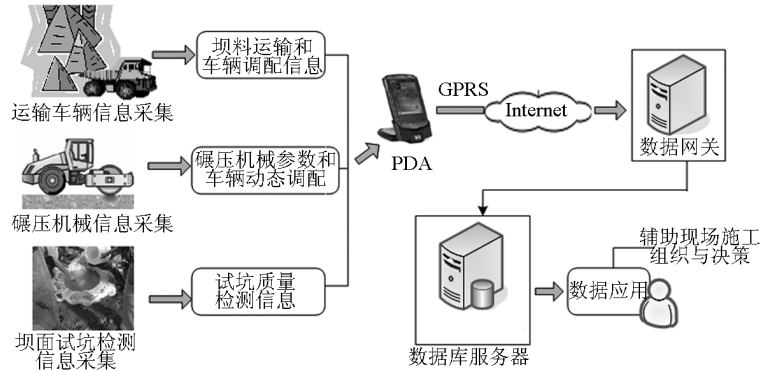 运输车辆信息采集
坝料运输和
车辆调配信息
碾压机械信息采集
碾压机械参数和
车辆动态调配
坝面试坑检测
信息采集
试坑质量
检测信息
PDA
GPRS
Internet
数据网关
数据库服务器
数据应用
辅助现场施工
组织与决策